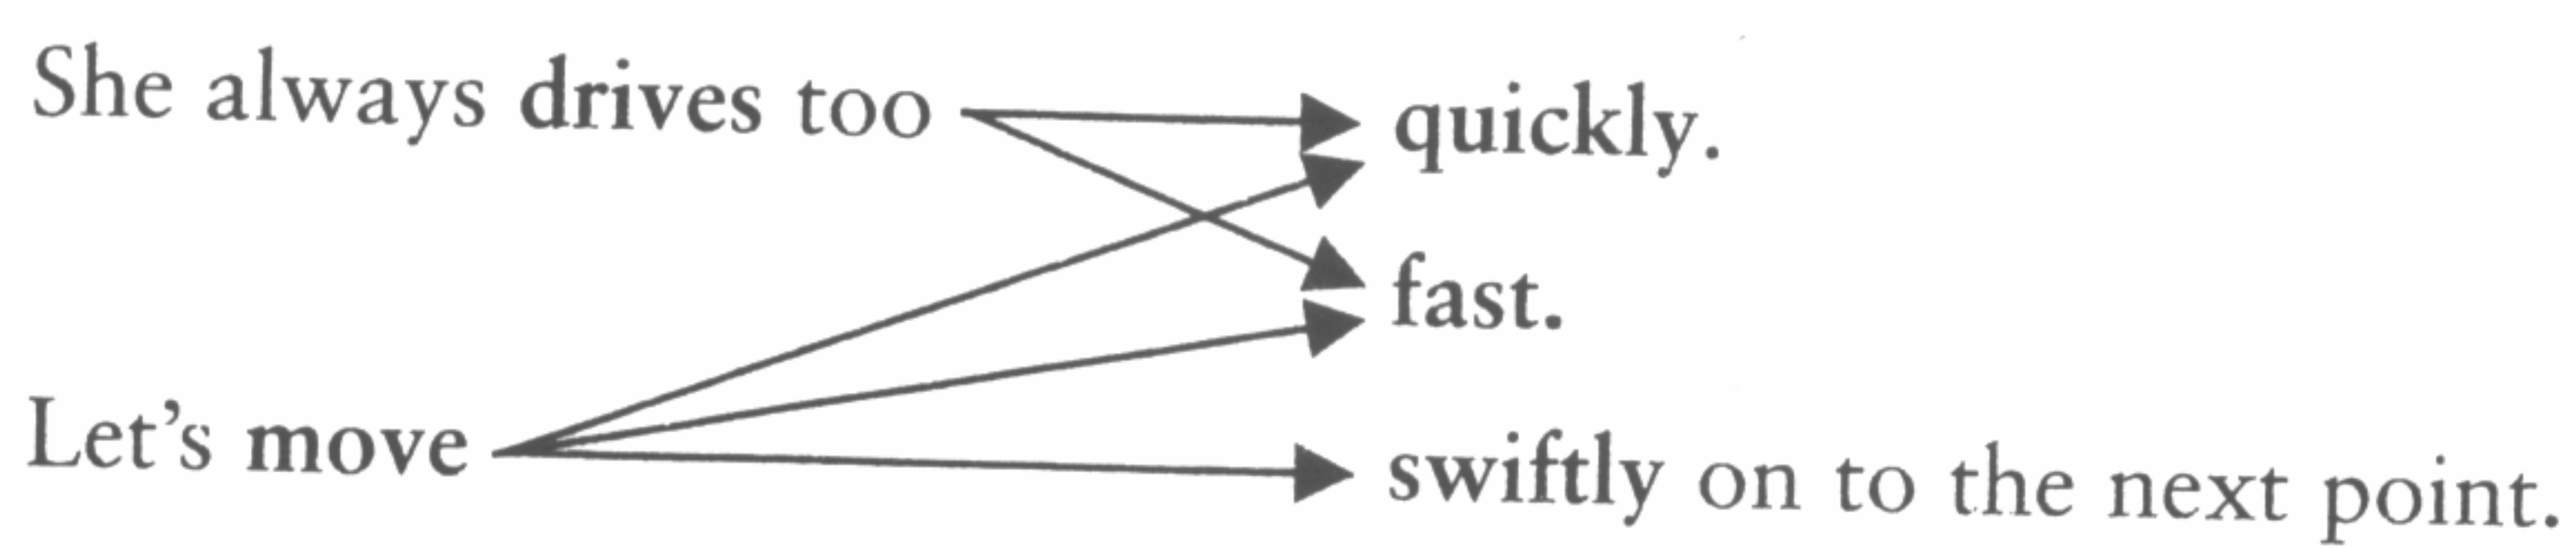 She always drives too quickly.
fast.
Let's move swiftly on to the next point.